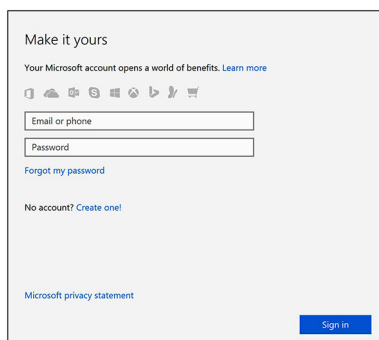 Make it yours
Your Microsoft account opens a world of benefits. Learn more
Email or phone
Password
Forgot my password
No account? Create one!
Microsoft privacy statement
Sign in